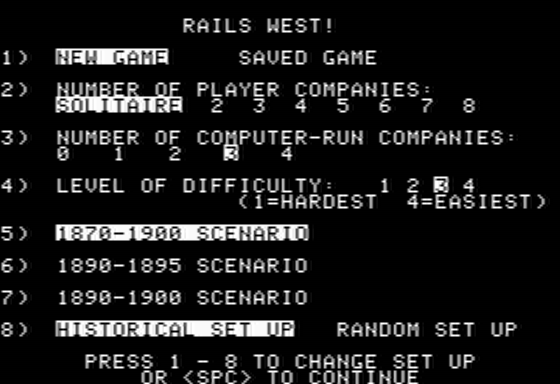 RAILS WEST!
1) NEW GAME SAVED GAME
2) NUMBER OF PLAYER COMPANIES:
SOLITAIRE 2 3 4 5 6 7 8
3) NUMBER OF COMPUTER-RUN COMPANIES:
0 1 2 3 4
4) LEVEL OF DIFFICULTY: 1 2 3 4
(1=HARDEST 4=EASIEST)
5) 1870-1900 SCENARIO
6) 1890-1895 SCENARIO
7) 1890-1900 SCENARIO
8) HISTORICAL SET UP RANDOM SET UP
PRESS 1 - 8 TO CHANGE SET UP
OR <SPC> TO CONTINUE